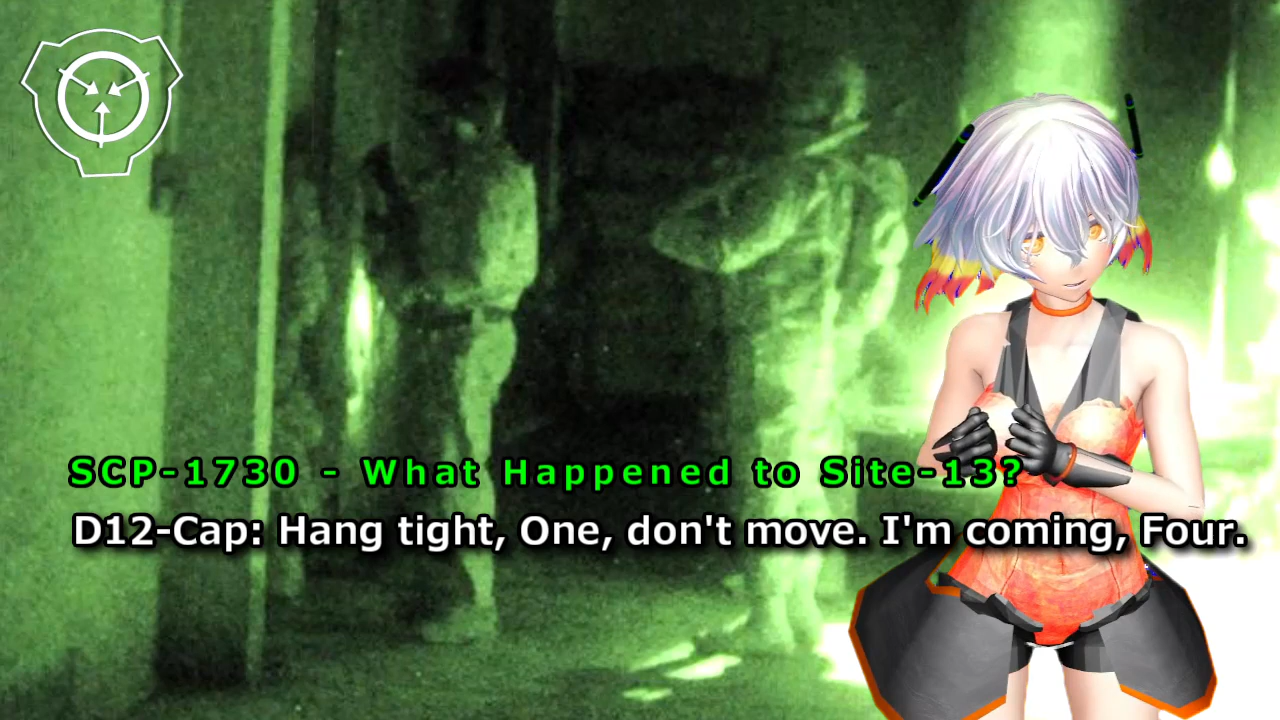 SCP-1730 - What Happened to Site-13?
D12-Cap: Hang tight, One, don't move. I'm coming, Four.